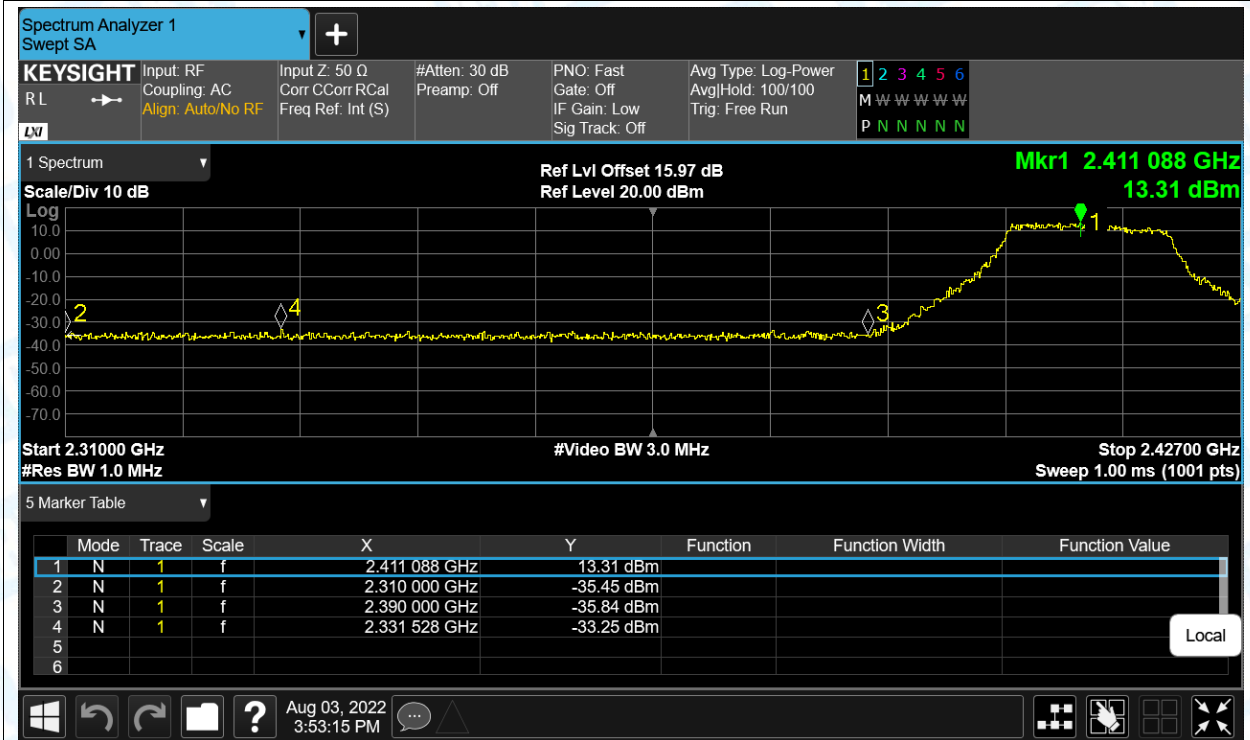 Spectrum Analyzer 1
Swept SA
+
KEYSIGHT
R L
LXI
Input: RF
Coupling: AC
Align: Auto/No RF
Input Z: 50 Ω
Corr CCorr RCal
Freq Ref: Int (S)
#Atten: 30 dB
Preamp: Off
PNO: Fast
Gate: Off
IF Gain: Low
Sig Track: Off
Avg Type: Log-Power
Avg|Hold: 100/100
Trig: Free Run
1 2 3 4 5 6
M W W W W W
P N N N N N
1 Spectrum
Scale/Div 10 dB
Ref Lvl Offset 15.97 dB
Ref Level 20.00 dBm
Mkr1 2.411 088 GHz
13.31 dBm
Log
10.0
0.00
-10.0
-20.0
-30.0
-40.0
-50.0
-60.0
-70.0
2
4
3
1
Start 2.31000 GHz
#Res BW 1.0 MHz
#Video BW 3.0 MHz
Stop 2.42700 GHz
Sweep 1.00 ms (1001 pts)
5 Marker Table
Mode Trace Scale X Y Function Function Width Function Value
1 N 1 f 2.411 088 GHz 13.31 dBm
2 N 1 f 2.310 000 GHz -35.45 dBm
3 N 1 f 2.390 000 GHz -35.84 dBm
4 N 1 f 2.331 528 GHz -33.25 dBm
5
6
Local
?
Aug 03, 2022
3:53:15 PM